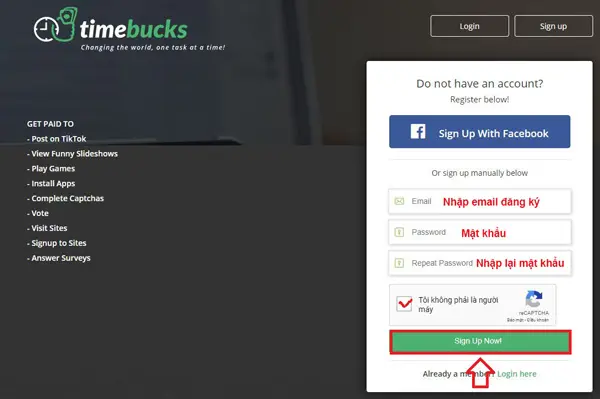 timebucks
Changing the world, one task at a time!
Login
Sign up
GET PAID TO
- Post on TikTok
- View Funny Slideshows
- Play Games
- Install Apps
- Complete Captchas
- Vote
- Visit Sites
- Signup to Sites
- Answer Surveys
Do not have an account?
Register below!
Sign Up With Facebook
Or sign up manually below
Email Nhập email đăng ký
Password Mật khẩu
Repeat Password Nhập lại mật khẩu
Tôi không phải là người
máy
reCAPTCHA
Bảo mật - Điều khoản
Sign Up Now!
Already a member? Login here